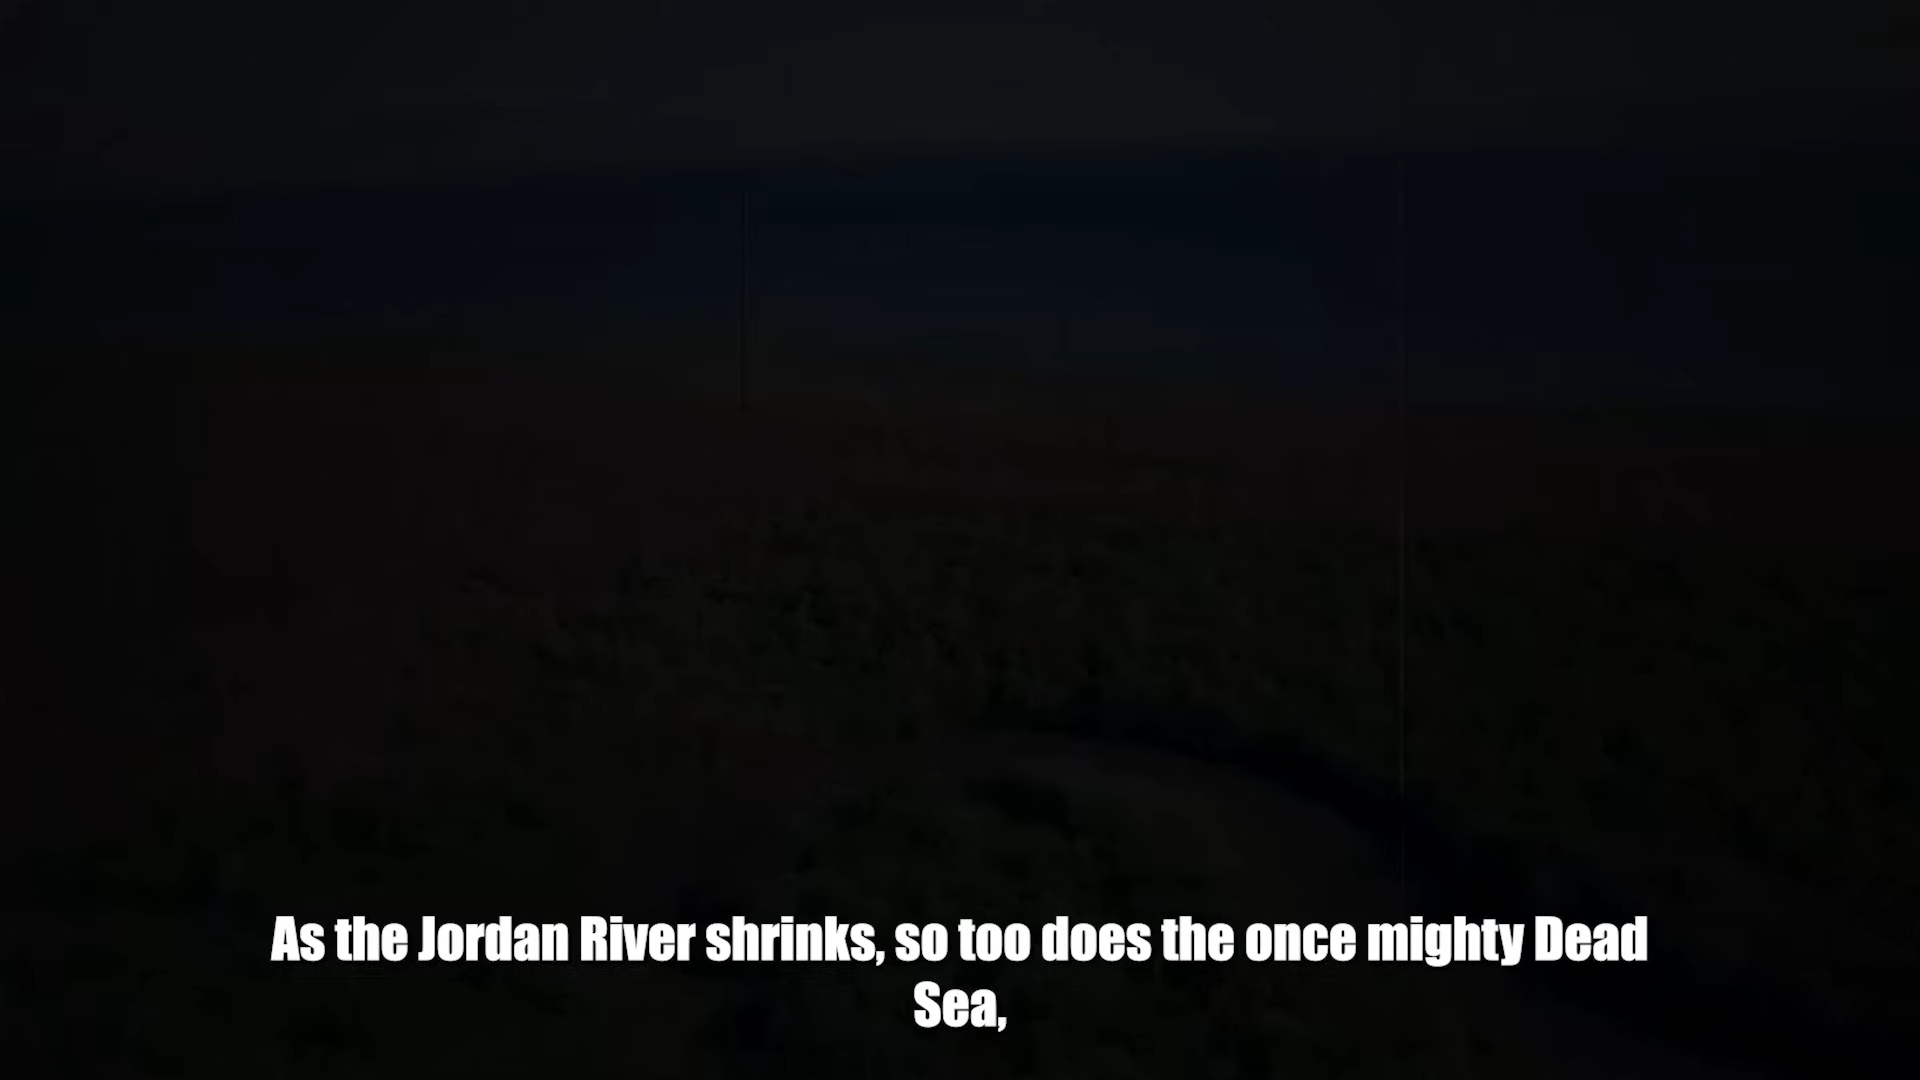 As the Jordan River shrinks, so too does the once mighty Dead
Sea,